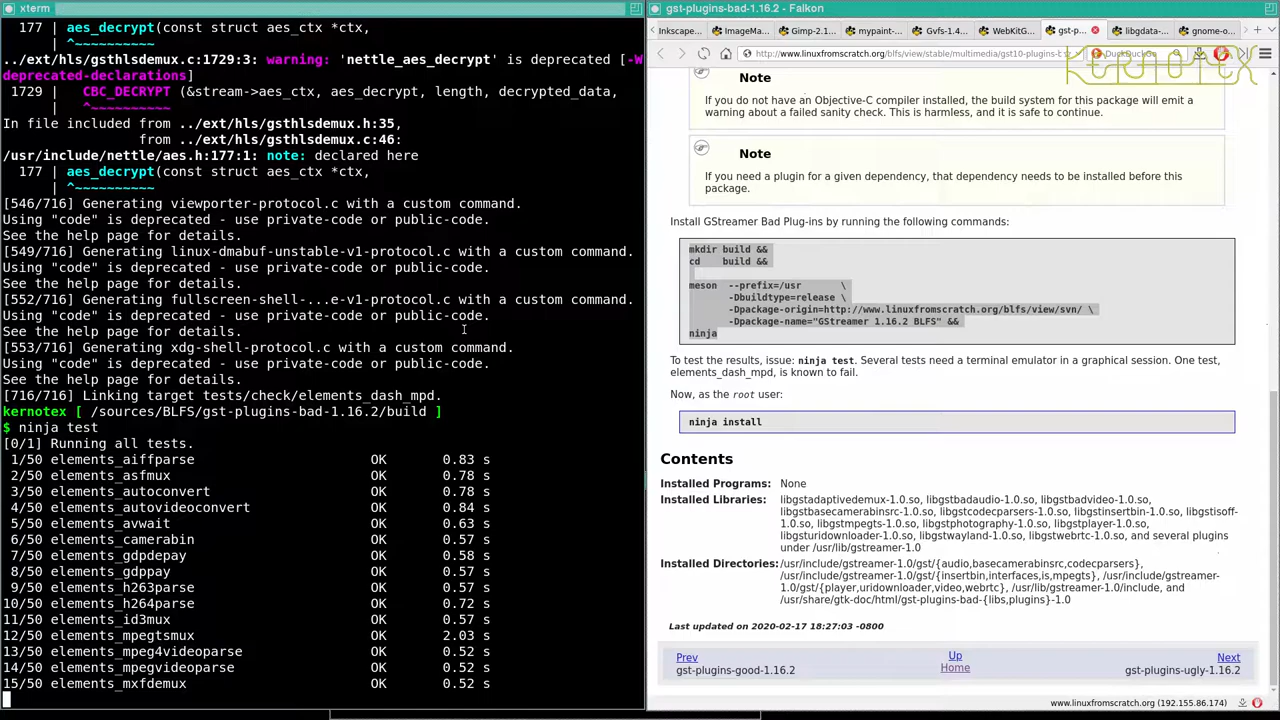 xterm
177 | aes_decrypt(const struct aes_ctx *ctx,
| ^~~~~~~~~~~
../ext/hls/gsthlsdemux.c:1729:3: warning: 'nettle_aes_decrypt' is deprecated [-W
deprecated-declarations]
1729 |   CBC_DECRYPT (&stream->aes_ctx, aes_decrypt, length, decrypted_data,
|   ^~~~~~~~~~~
In file included from ../ext/hls/gsthlsdemux.h:35,
from ../ext/hls/gsthlsdemux.c:46:
/usr/include/nettle/aes.h:177:1: note: declared here
177 | aes_decrypt(const struct aes_ctx *ctx,
| ^~~~~~~~~~~
[546/716] Generating viewporter-protocol.c with a custom command.
Using "code" is deprecated - use private-code or public-code.
See the help page for details.
[549/716] Generating linux-dmabuf-unstable-v1-protocol.c with a custom command.
Using "code" is deprecated - use private-code or public-code.
See the help page for details.
[552/716] Generating fullscreen-shell-...e-v1-protocol.c with a custom command.
Using "code" is deprecated - use private-code or public-code.
See the help page for details.
[553/716] Generating xdg-shell-protocol.c with a custom command.
Using "code" is deprecated - use private-code or public-code.
See the help page for details.
[716/716] Linking target tests/check/elements_dash_mpd.
kernotex [ /sources/BLFS/gst-plugins-bad-1.16.2/build ]
$ ninja test
[0/1] Running all tests.
1/50 elements_aiffparse OK 0.83 s
2/50 elements_asfmux OK 0.78 s
3/50 elements_autoconvert OK 0.78 s
4/50 elements_autovideoconvert OK 0.84 s
5/50 elements_avwait OK 0.63 s
6/50 elements_camerabin OK 0.57 s
7/50 elements_gdpdepay OK 0.58 s
8/50 elements_gdppay OK 0.57 s
9/50 elements_h263parse OK 0.57 s
10/50 elements_h264parse OK 0.72 s
11/50 elements_id3mux OK 0.57 s
12/50 elements_mpegtsmux OK 2.03 s
13/50 elements_mpeg4videoparse OK 0.52 s
14/50 elements_mpegvideoparse OK 0.52 s
15/50 elements_mxfdemux OK 0.52 s
gst-plugins-bad-1.16.2 - Falkon
Inkscape... ImageMa... Gimp-2.1... mypaint-... Gvfs-1.4... WebKitG... gst-p... libgdata-... gnome-o...
http://www.linuxfromscratch.org/blfs/view/stable/multimedia/gst10-plugins-b DuckDuckGo
KERNOTEX
Note
If you do not have an Objective-C compiler installed, the build system for this package will emit a
warning about a failed sanity check. This is harmless, and it is safe to continue.
Note
If you need a plugin for a given dependency, that dependency needs to be installed before this
package.
Install GStreamer Bad Plug-ins by running the following commands:
mkdir build &&
cd    build &&
meson  --prefix=/usr       \
-Dbuildtype=release \
-Dpackage-origin=http://www.linuxfromscratch.org/blfs/view/svn/ \
-Dpackage-name="GStreamer 1.16.2 BLFS" &&
ninja
To test the results, issue: ninja test. Several tests need a terminal emulator in a graphical session. One test,
elements_dash_mpd, is known to fail.
Now, as the root user:
ninja install
Contents
Installed Programs: None
Installed Libraries: libgstadaptivedemux-1.0.so, libgstbadaudio-1.0.so, libgstbadvideo-1.0.so,
libgstbasecamerabinsrc-1.0.so, libgstcodecparsers-1.0.so, libgstinsertbin-1.0.so, libgstisoff-
1.0.so, libgstmpegts-1.0.so, libgstphotography-1.0.so, libgstplayer-1.0.so,
libgsturidownloader-1.0.so, libgstwayland-1.0.so, libgstwebrtc-1.0.so, and several plugins
under /usr/lib/gstreamer-1.0
Installed Directories: /usr/include/gstreamer-1.0/gst/{audio,basecamerabinsrc,codecparsers},
/usr/include/gstreamer-1.0/gst/{insertbin,interfaces,is,mpegts}, /usr/include/gstreamer-
1.0/gst/{player,uridownloader,video,webrtc}, /usr/lib/gstreamer-1.0/include, and
/usr/share/gtk-doc/html/gst-plugins-bad-{libs,plugins}-1.0
Last updated on 2020-02-17 18:27:03 -0800
Prev Up Next
gst-plugins-good-1.16.2 Home gst-plugins-ugly-1.16.2
www.linuxfromscratch.org (192.155.86.174)